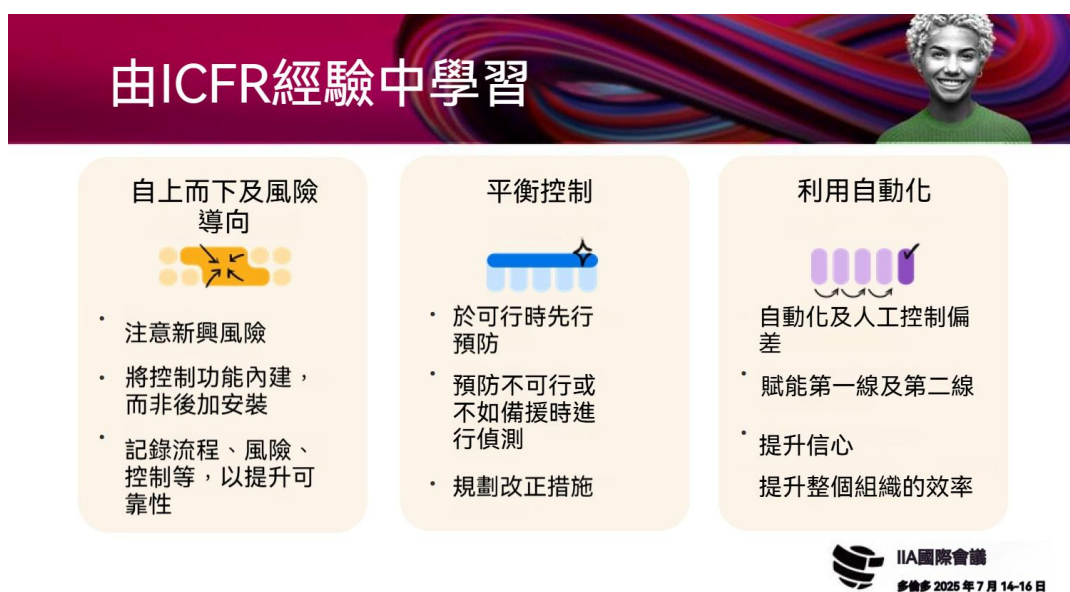 由ICFR經驗中學習
自上而下及風險
導向
• 注意新興風險
• 將控制功能內建，
而非後加安裝
• 記錄流程、風險、
控制等，以提升可
靠性
平衡控制
• 於可行時先行
預防
• 預防不可行或
不如備援時進
行偵測
• 規劃改正措施
利用自動化
自動化及人工控制偏
差
• 賦能第一線及第二線
• 提升信心
提升整個組織的效率
IIA國際會議
多倫多 2025 年 7 月 14-16 日